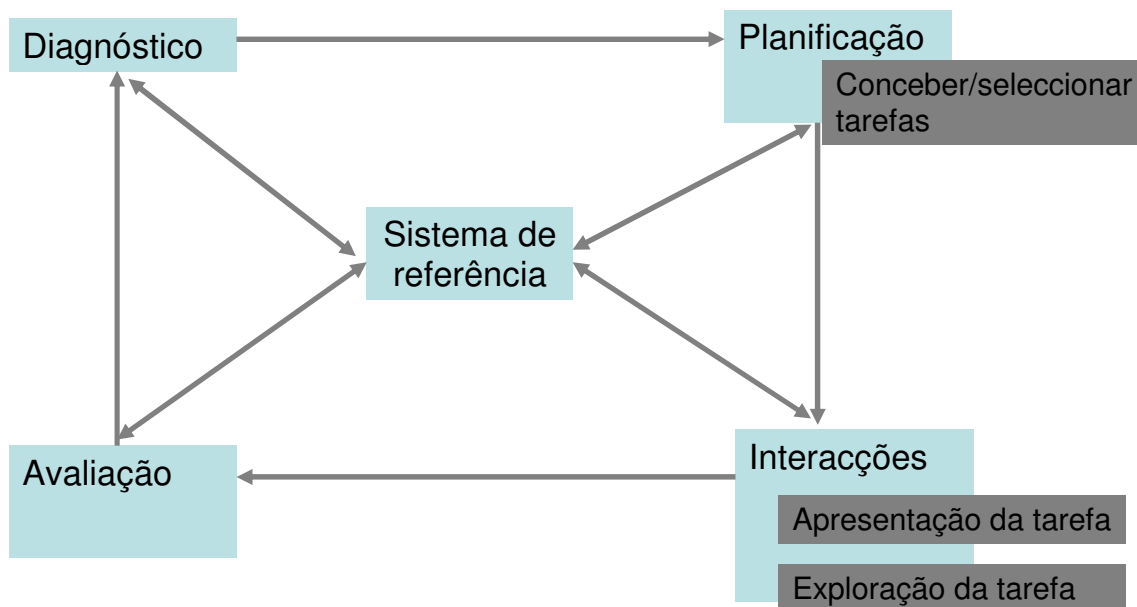 Diagnóstico
Planificação
Conceber/seleccionar
tarefas
Sistema de
referência
Avaliação
Interacções
Apresentação da tarefa
Exploração da tarefa